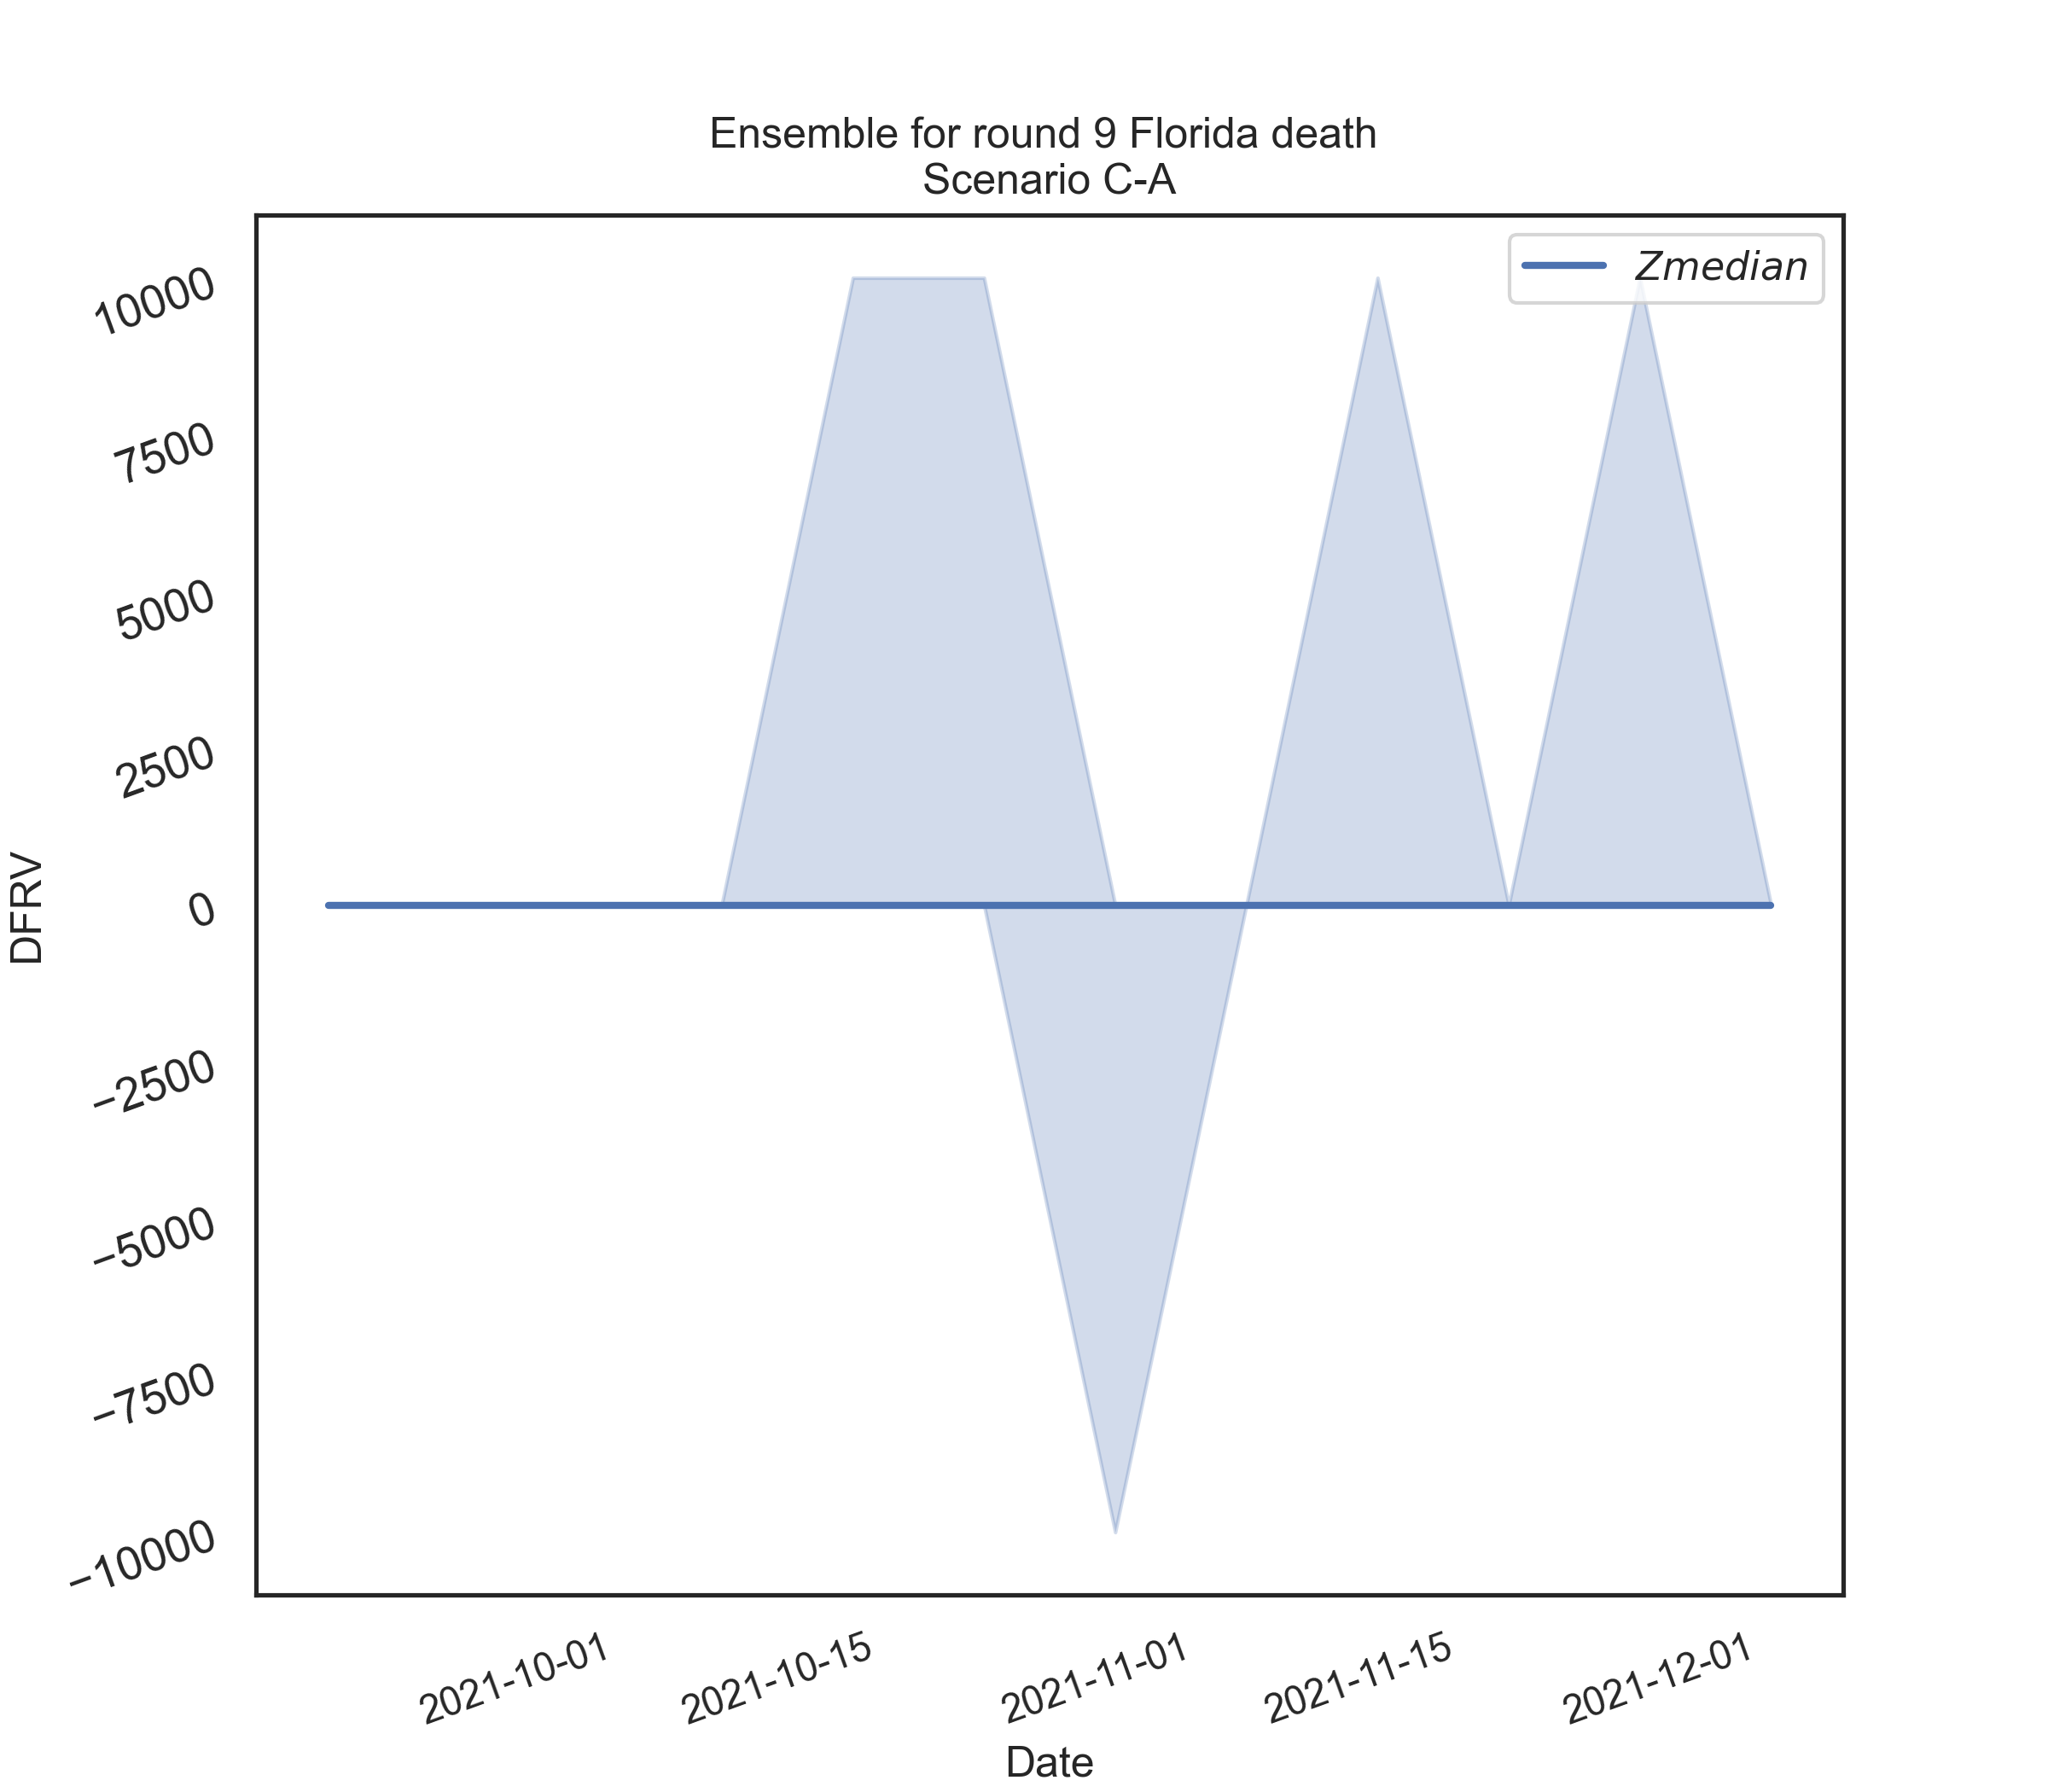 Ensemble for round 9 Florida death
Scenario C-A
Zmedian
10000
7500
5000
2500
0
−2500
−5000
−7500
−10000
DFRV
2021-10-01
2021-10-15
2021-11-01
2021-11-15
2021-12-01
Date